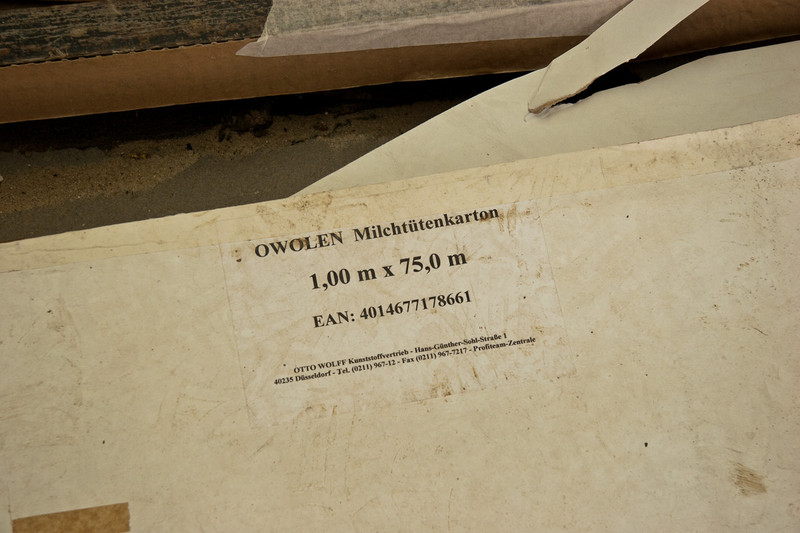 OWOLEN Milchtütenkarton
1,00 m x 75,0 m
EAN: 4014677178661
OTTO WOLFF Kunststoffvertrieb - Hans-Günther-Sohl-Straße 1
40235 Düsseldorf - Tel. (0211) 967-12 - Fax (0211) 967-7217 - Profiteam-Zentrale